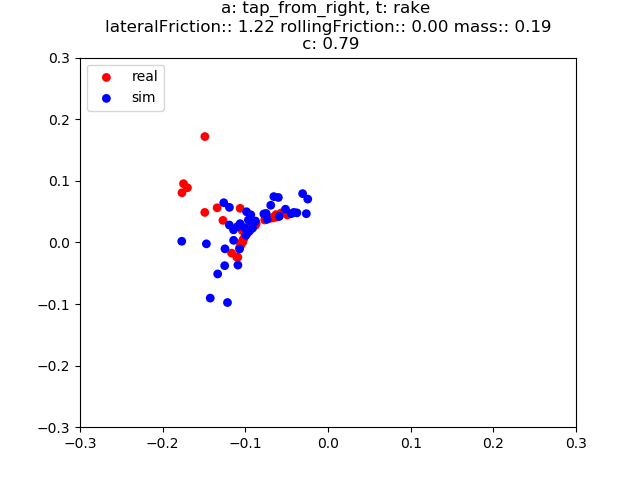 a: tap_from_right, t: rake
lateralFriction:: 1.22 rollingFriction:: 0.00 mass:: 0.19
c: 0.79
real
sim
0.3
0.2
0.1
0.0
−0.1
−0.2
−0.3
−0.3 −0.2 −0.1 0.0 0.1 0.2 0.3